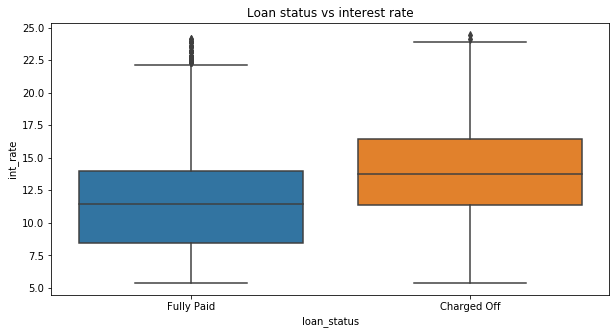 Loan status vs interest rate
25.0
22.5
20.0
17.5
15.0
12.5
10.0
7.5
5.0
int_rate
Fully Paid
Charged Off
loan_status